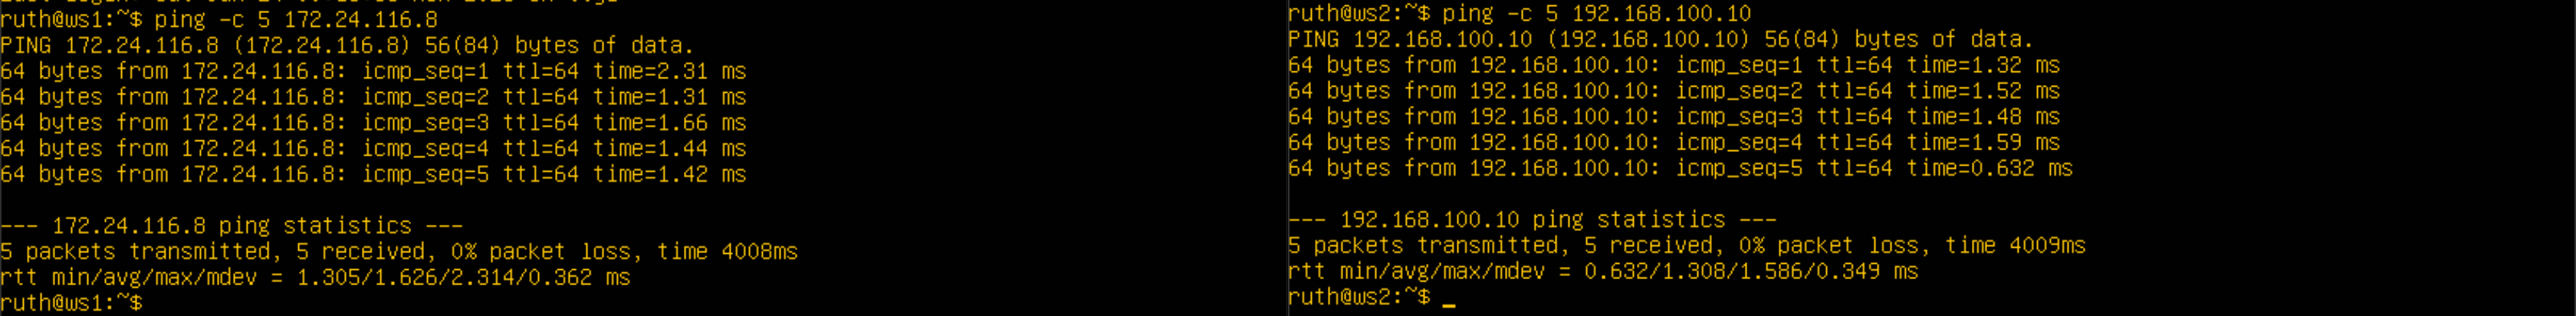 ruth@ws1:~$ ping -c 5 172.24.116.8
PING 172.24.116.8 (172.24.116.8) 56(84) bytes of data.
64 bytes from 172.24.116.8: icmp_seq=1 ttl=64 time=2.31 ms
64 bytes from 172.24.116.8: icmp_seq=2 ttl=64 time=1.31 ms
64 bytes from 172.24.116.8: icmp_seq=3 ttl=64 time=1.66 ms
64 bytes from 172.24.116.8: icmp_seq=4 ttl=64 time=1.44 ms
64 bytes from 172.24.116.8: icmp_seq=5 ttl=64 time=1.42 ms
--- 172.24.116.8 ping statistics ---
5 packets transmitted, 5 received, 0% packet loss, time 4008ms
rtt min/avg/max/mdev = 1.305/1.626/2.314/0.362 ms
ruth@ws1:~$
ruth@ws2:~$ ping -c 5 192.168.100.10
PING 192.168.100.10 (192.168.100.10) 56(84) bytes of data.
64 bytes from 192.168.100.10: icmp_seq=1 ttl=64 time=1.32 ms
64 bytes from 192.168.100.10: icmp_seq=2 ttl=64 time=1.52 ms
64 bytes from 192.168.100.10: icmp_seq=3 ttl=64 time=1.48 ms
64 bytes from 192.168.100.10: icmp_seq=4 ttl=64 time=1.59 ms
64 bytes from 192.168.100.10: icmp_seq=5 ttl=64 time=0.632 ms
--- 192.168.100.10 ping statistics ---
5 packets transmitted, 5 received, 0% packet loss, time 4009ms
rtt min/avg/max/mdev = 0.632/1.308/1.586/0.349 ms
ruth@ws2:~$ _